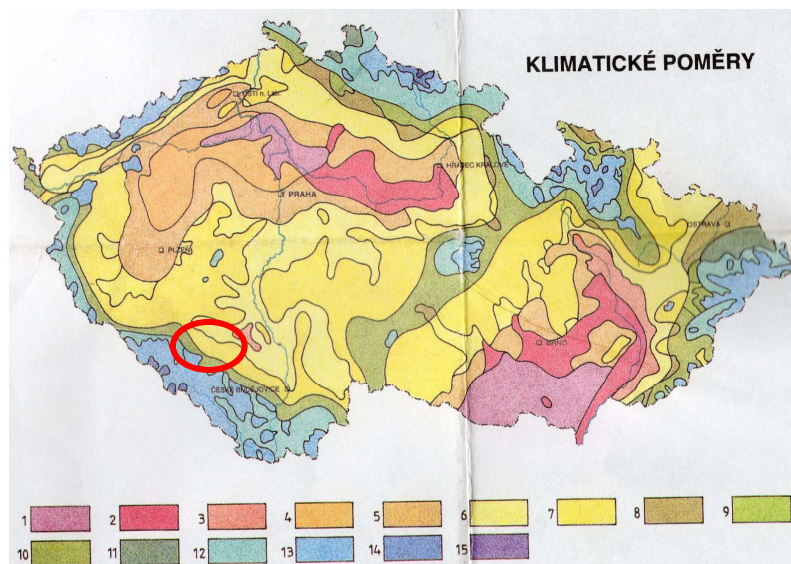 KLIMATICKÉ POMĚRY
ÚSTÍ n. Lab.
HRADEC KRÁLOVÉ
PRAHA
OSTRAVA
PLZEŇ
BRNO
ČESKÉ BUDĚJOVICE
1 2 3 4 5 6 7 8 9
10 11 12 13 14 15